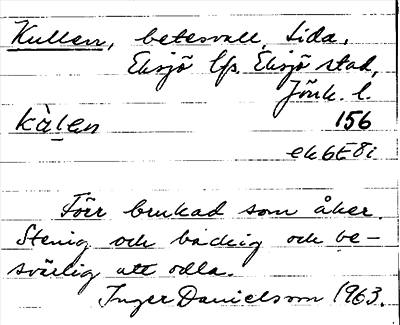 Kullen, betesvall, Lida,
Eksjö lfs, Eksjö stad,
Jönk. l.
kàlen 156
ek6E8i
Förr brukad som åker.
Stenig och backig och be-
svärlig att odla.
Inger Danielsson 1963.